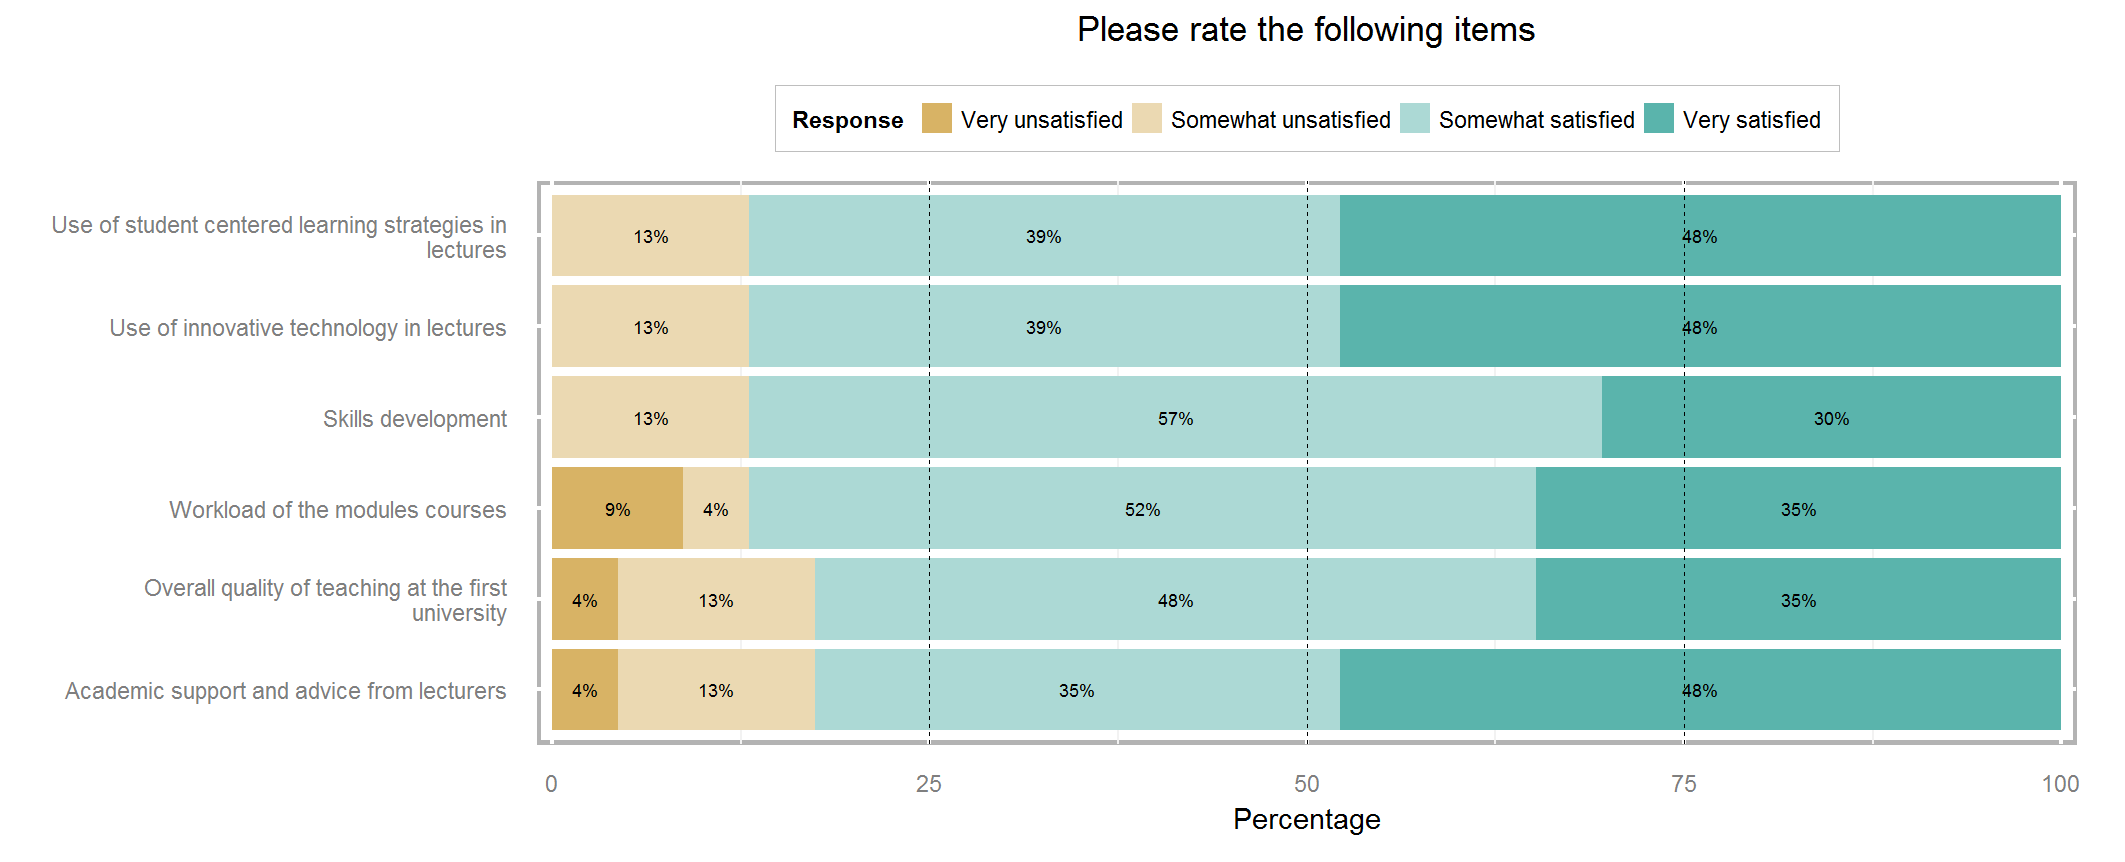 Please rate the following items
Response Very unsatisfied Somewhat unsatisfied Somewhat satisfied Very satisfied
Use of student centered learning strategies in
lectures
13% 39% 48%
Use of innovative technology in lectures
13% 39% 48%
Skills development
13% 57% 30%
Workload of the modules courses
9% 4% 52% 35%
Overall quality of teaching at the first
university
4% 13% 48% 35%
Academic support and advice from lecturers
4% 13% 35% 48%
0 25 50 75 100
Percentage